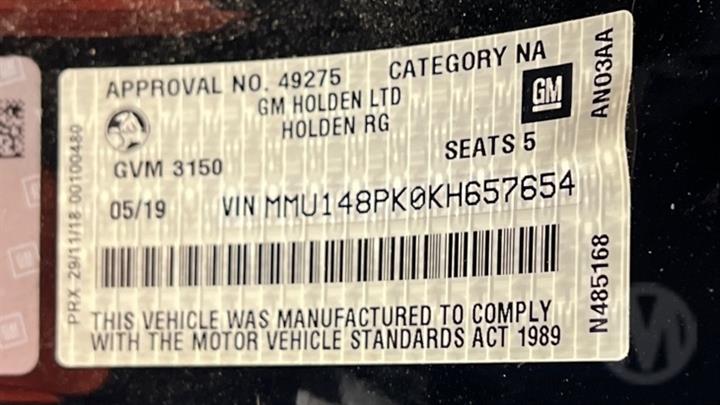 APPROVAL NO. 49275 CATEGORY NA
GM HOLDEN LTD
HOLDEN RG
GM
GVM 3150
SEATS 5
05/19 VIN MMU148PK0KH657654
THIS VEHICLE WAS MANUFACTURED TO COMPLY
WITH THE MOTOR VEHICLE STANDARDS ACT 1989
PRX 29/11/18 00100480
AN03AA
N485168